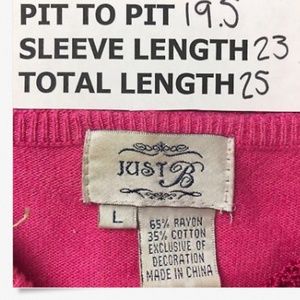 PIT TO PIT 19.5
SLEEVE LENGTH 23
TOTAL LENGTH 25
JUST B
L
65% RAYON
35% COTTON
EXCLUSIVE OF
DECORATION
MADE IN CHINA